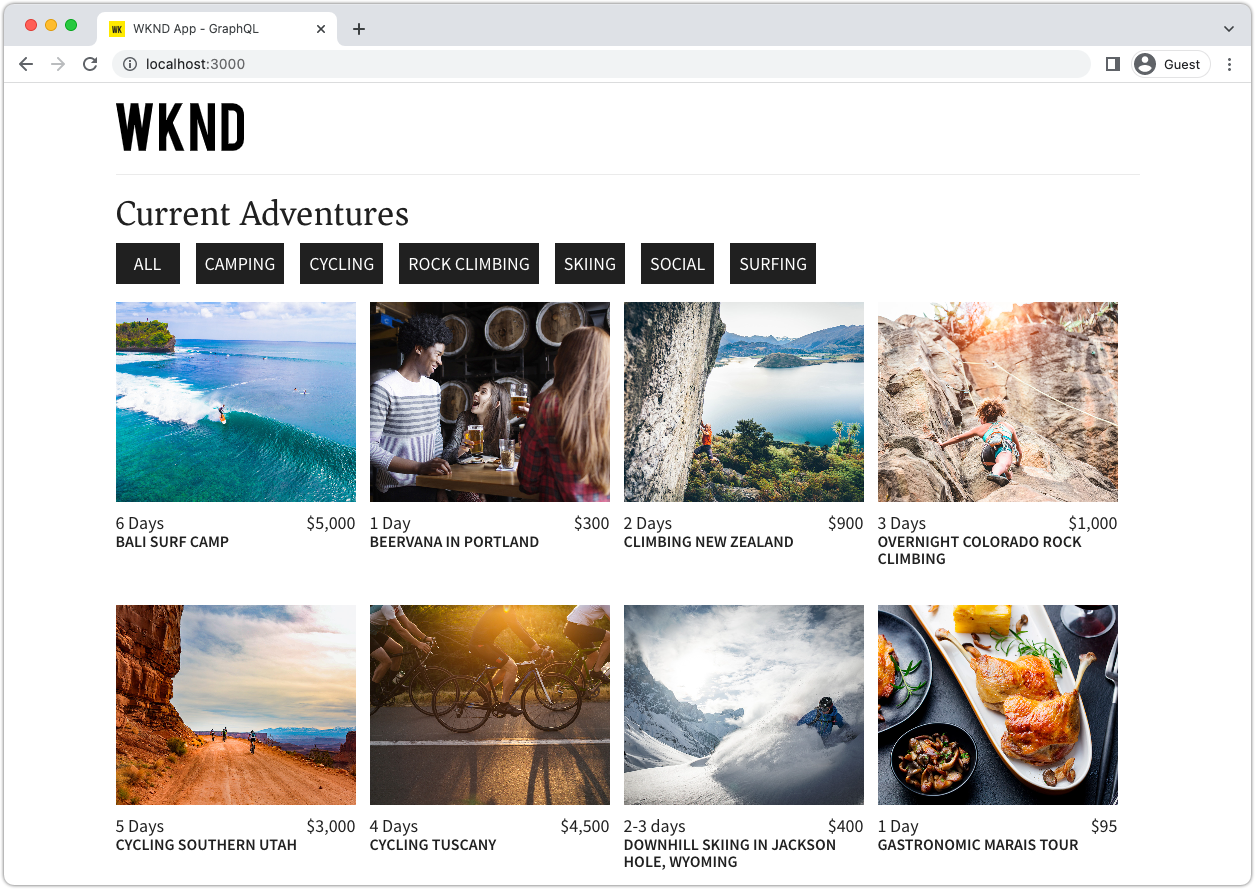 WK WKND App - GraphQL
localhost:3000 Guest
WKND
Current Adventures
ALL CAMPING CYCLING ROCK CLIMBING SKIING SOCIAL SURFING
6 Days $5,000
BALI SURF CAMP
1 Day $300
BEERVANA IN PORTLAND
2 Days $900
CLIMBING NEW ZEALAND
3 Days $1,000
OVERNIGHT COLORADO ROCK
CLIMBING
5 Days $3,000
CYCLING SOUTHERN UTAH
4 Days $4,500
CYCLING TUSCANY
2-3 days $400
DOWNHILL SKIING IN JACKSON
HOLE, WYOMING
1 Day $95
GASTRONOMIC MARAIS TOUR